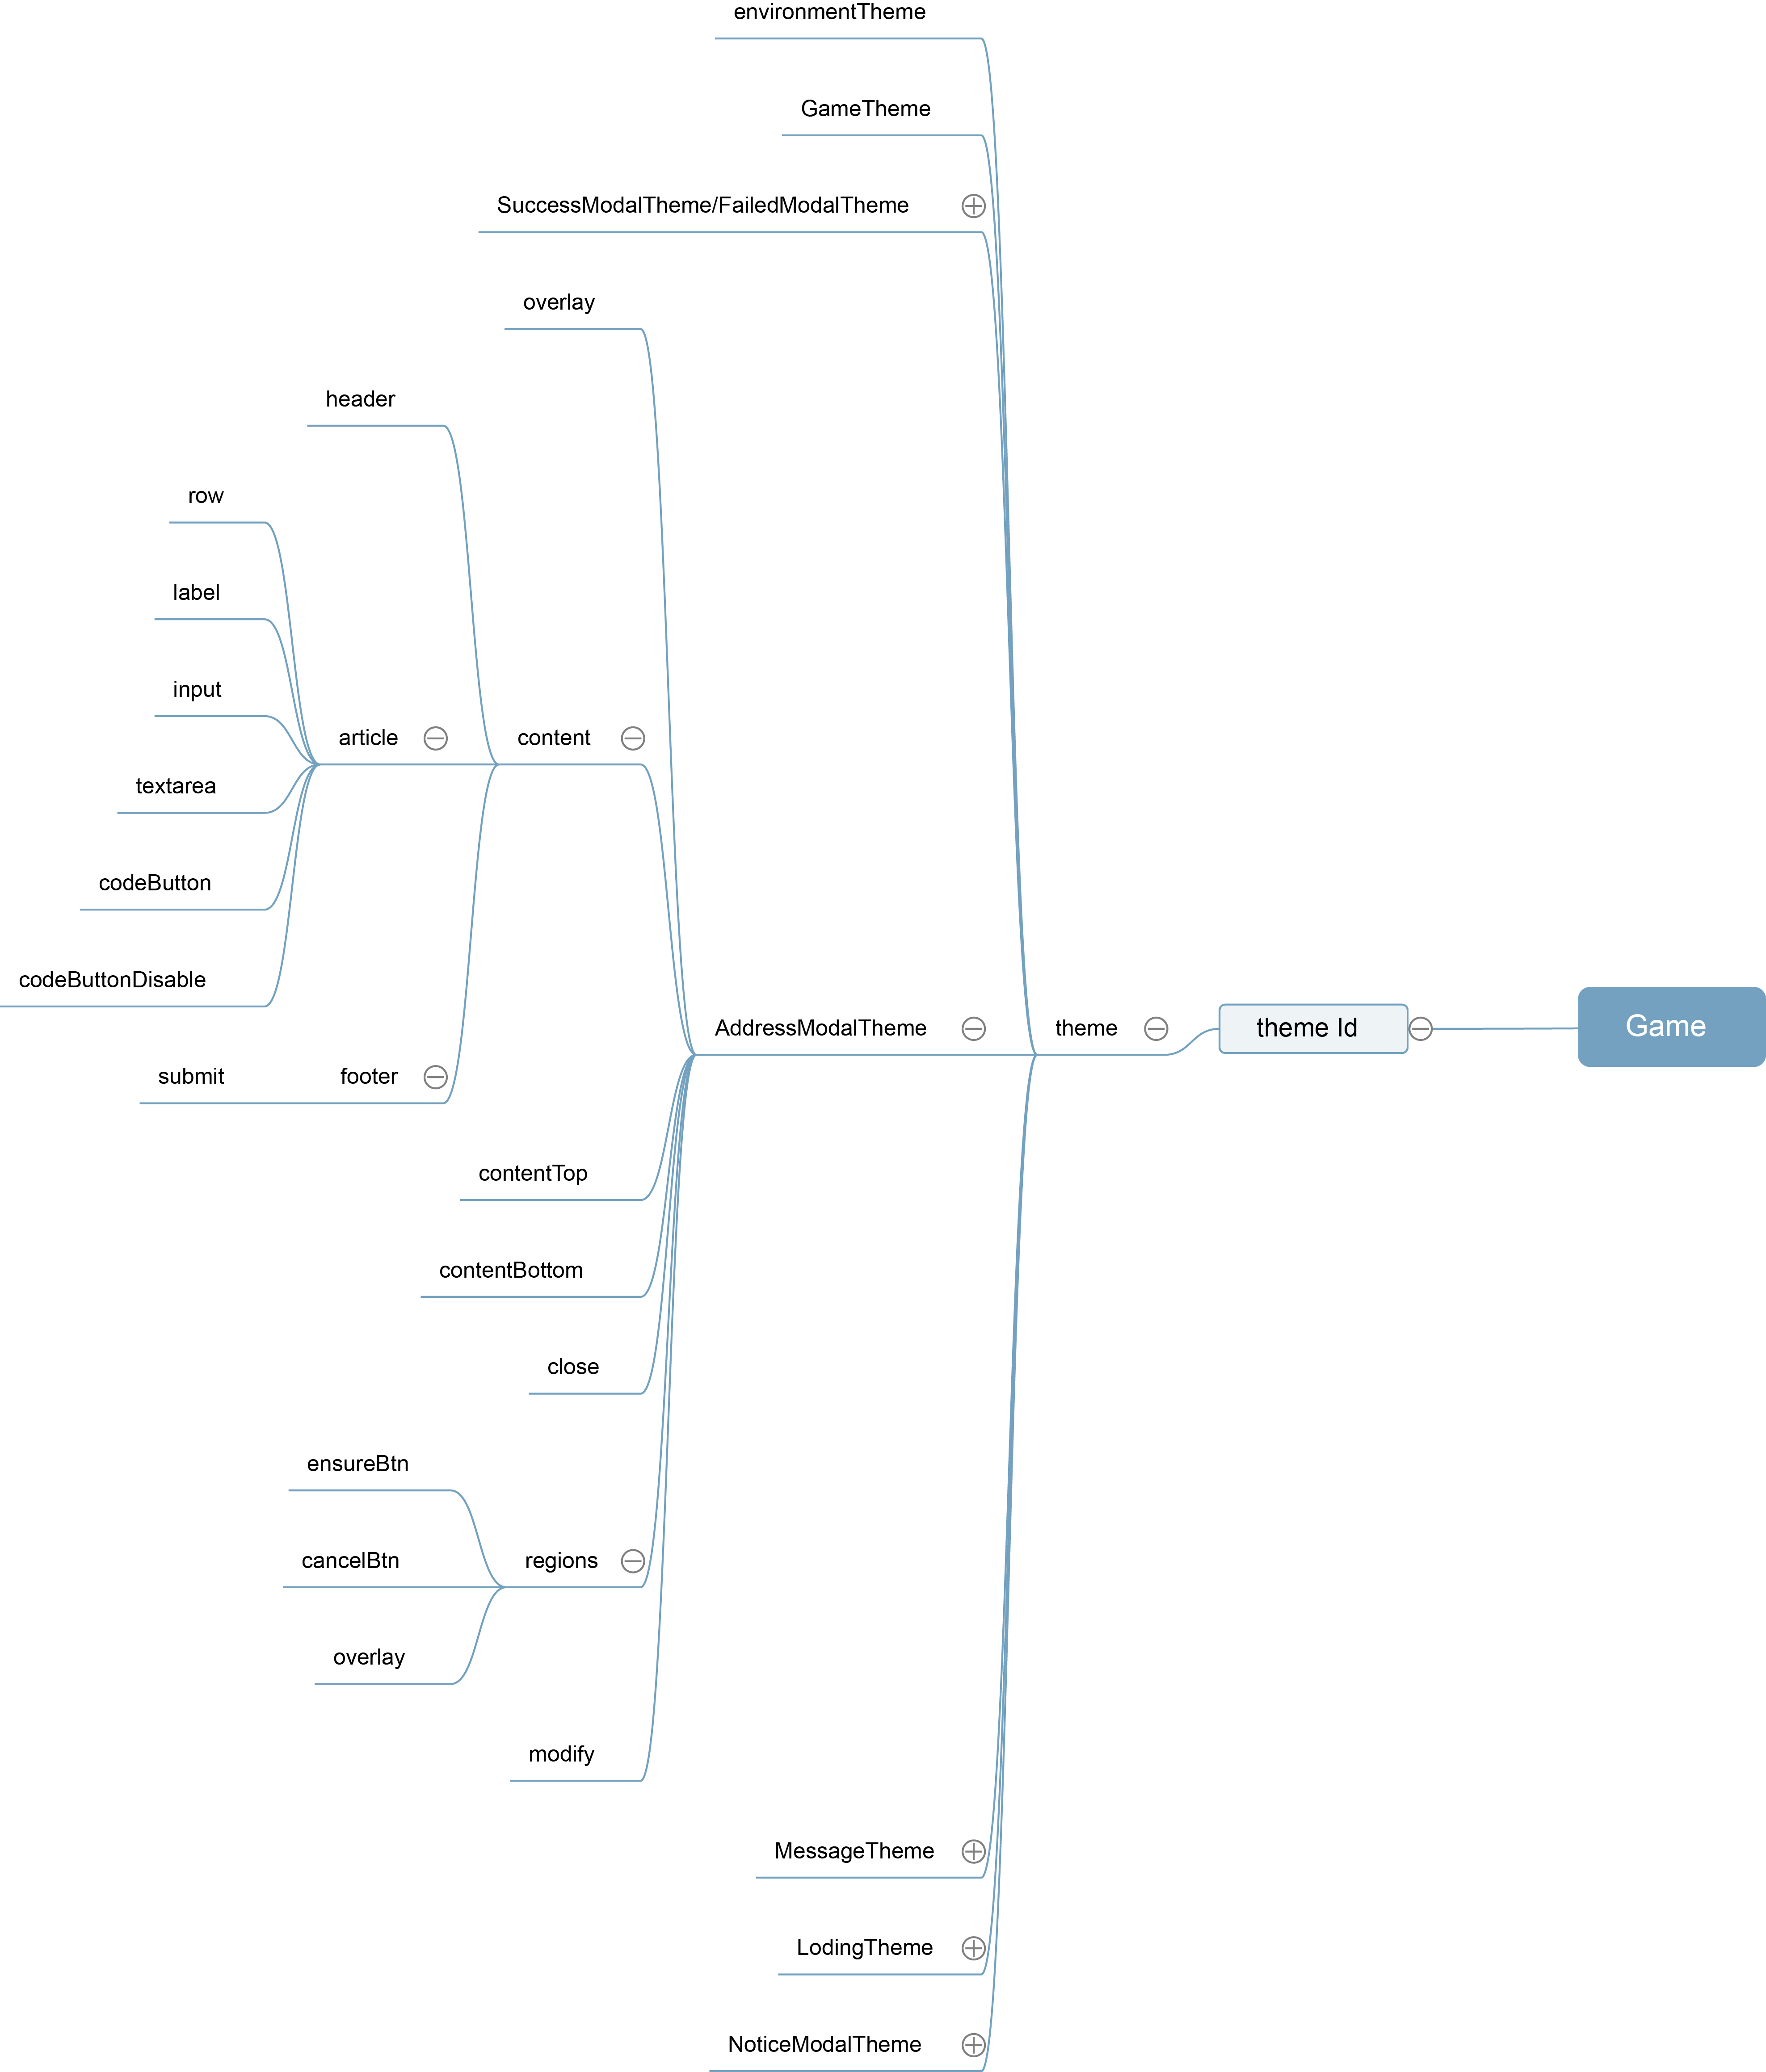 environmentTheme
GameTheme
SuccessModalTheme/FailedModalTheme
overlay
header
row
label
input
article
content
textarea
codeButton
codeButtonDisable
AddressModalTheme
theme
theme Id
Game
submit
footer
contentTop
contentBottom
close
ensureBtn
cancelBtn
regions
overlay
modify
MessageTheme
LodingTheme
NoticeModalTheme